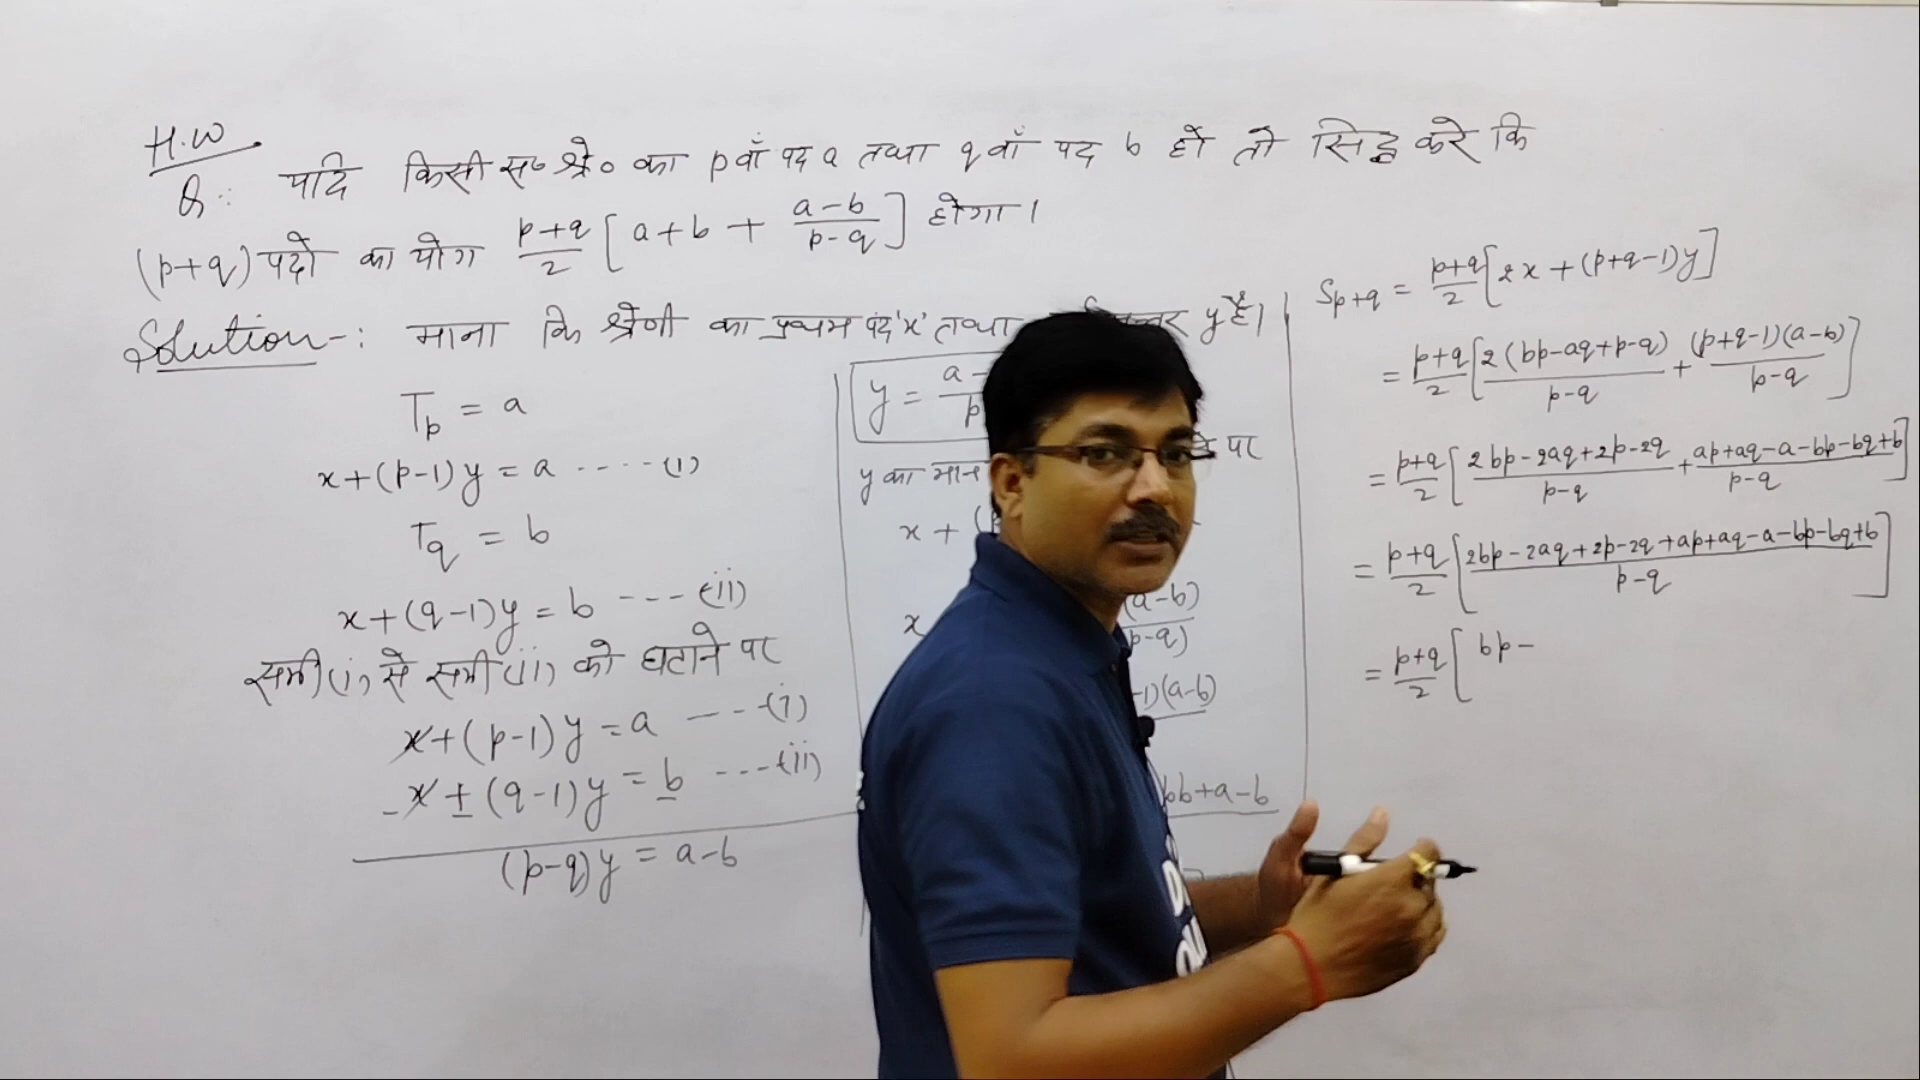 H.W
Q:: यदि किसी स० श्रे० का pवाँ पद a तथा qवाँ पद b हो तो सिद्ध करे कि
(p+q) पदों का योग p+q/2 [a+b + a-b/p-q] होगा।
Solution-: माना कि श्रेणी का प्रथम पद 'x' तथा y है।
Tp = a
x+(p-1)y = a ----(i)
Tq = b
x+(q-1)y = b ---(ii)
समी(i) से समी(ii) को घटाने पर
x+(p-1)y = a ---(i)
-x±(q-1)y = b ---(ii)
(p-q)y = a-b
y = a-
p
y का मान पर
x + (
x (a-b)
p-q)
-1)(a-b)
bb+a-b
Sp+q = p+q/2 [2x + (p+q-1)y]
= p+q/2 [2(bp-aq+p-q)/p-q + (p+q-1)(a-b)/p-q]
= p+q/2 [2bp-2aq+2p-2q/p-q + ap+aq-a-bp-bq+b/p-q]
= p+q/2 [2bp-2aq+2p-2q+ap+aq-a-bp-bq+b/p-q]
= p+q/2 [bp-